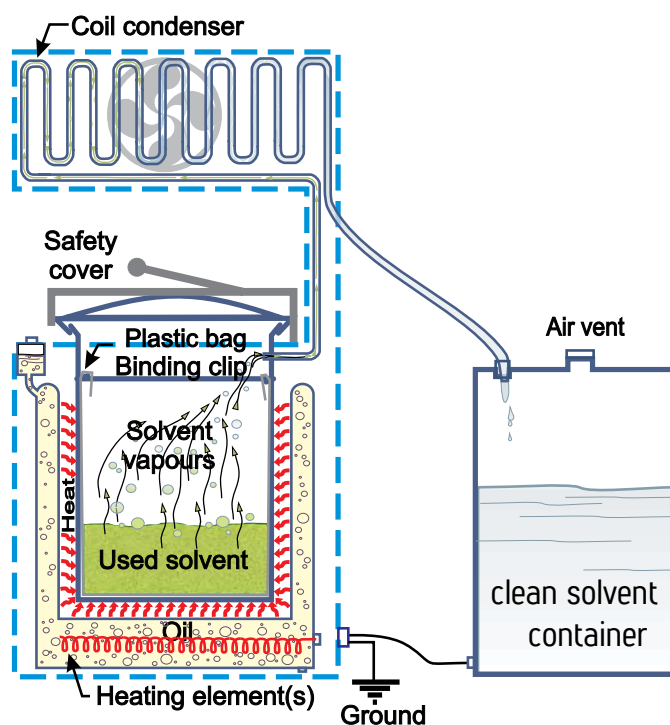 Coil condenser
Safety
cover
Air vent
Plastic bag
Binding clip
Solvent
vapours
Heat
Used solvent
clean solvent
container
Oil
Heating element(s)
Ground